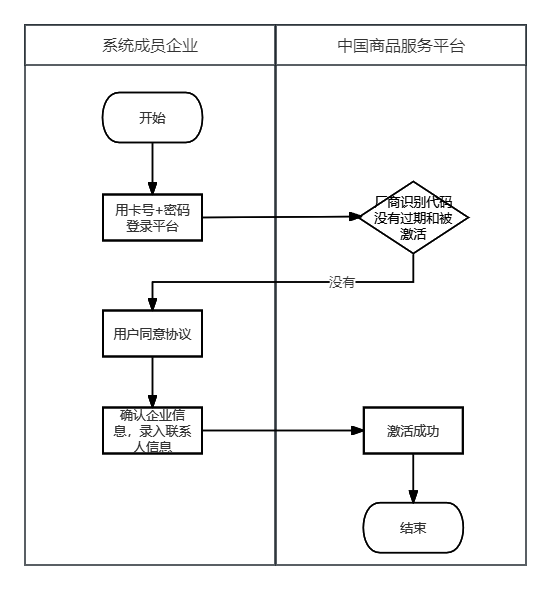 系统成员企业
中国商品服务平台
开始
用卡号+密码
登录平台
厂商识别代码
没有过期和被
激活
没有
用户同意协议
确认企业信
息，录入联系
人信息
激活成功
结束